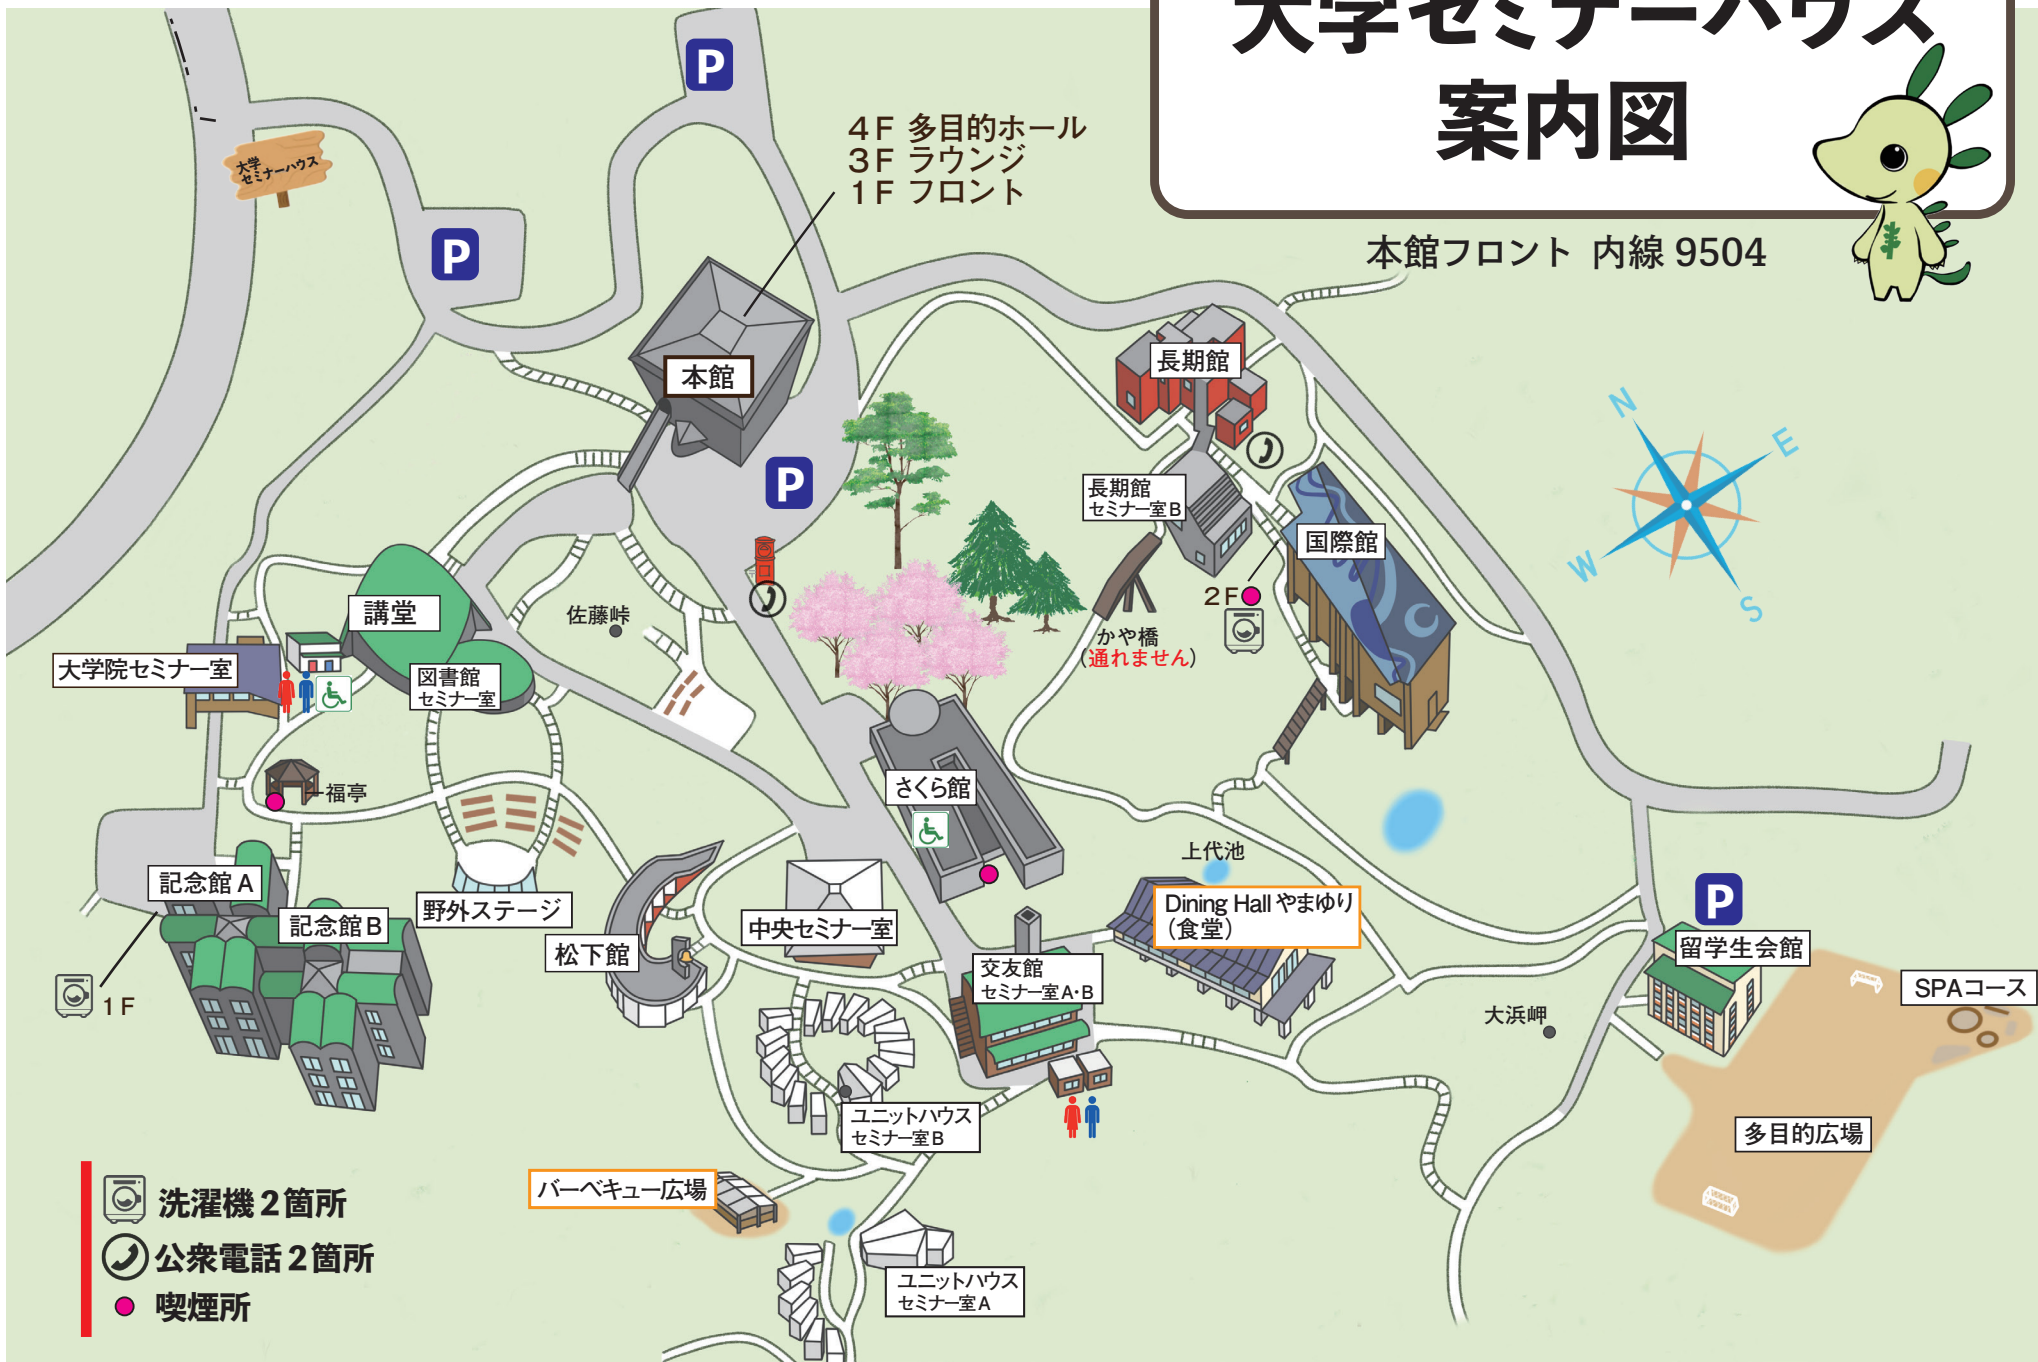 大学セミナーハウス
案内図
本館フロント 内線 9504
P
4F 多目的ホール
3F ラウンジ
1F フロント
大学
セミナーハウス
P
本館
P
長期館
長期館
セミナー室B
国際館
2F
かや橋
(通れません)
N
E
W
S
講堂
佐藤峠
大学院セミナー室
図書館
セミナー室
一福亭
さくら館
上代池
記念館A
記念館B
野外ステージ
松下館
中央セミナー室
Dining Hall やまゆり
(食堂)
P
留学生会館
交友館
セミナー室A・B
SPAコース
1F
大浜岬
ユニットハウス
セミナー室B
多目的広場
バーベキュー広場
ユニットハウス
セミナー室A
洗濯機2箇所
公衆電話2箇所
喫煙所